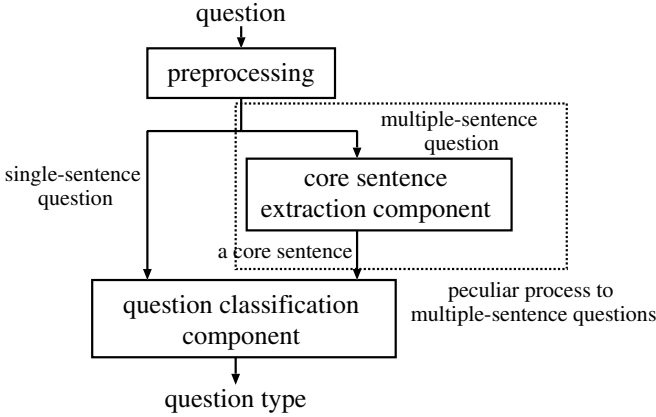 question
preprocessing
multiple-sentence
question
single-sentence
question
core sentence
extraction component
a core sentence
question classification
component
peculiar process to
multiple-sentence questions
question type